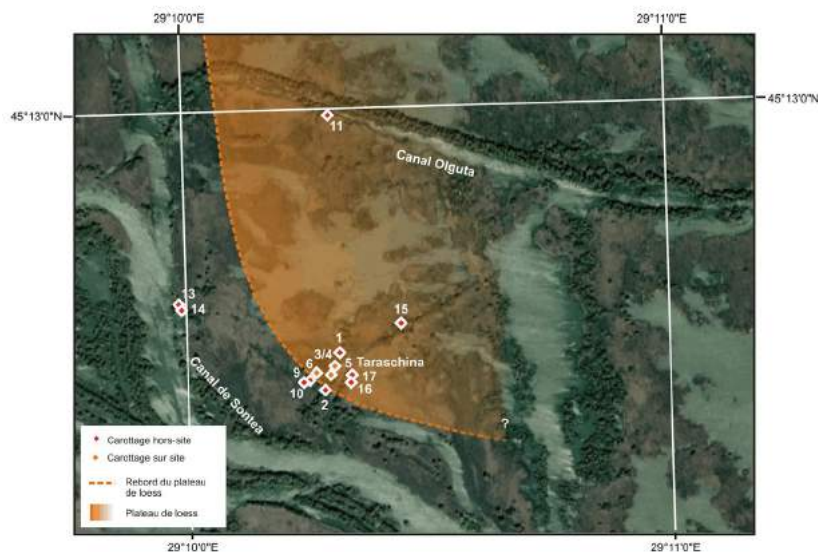 29°10'0"E
29°11'0"E
45°13'0"N
45°13'0"N
11
Canal Olguta
13
14
15
1
3/4
Taraschina
6
5
9
17
10
16
2
Canal de Sontea
?
Carottage hors-site
Carottage sur site
Rebord du plateau
de loess
Plateau de loess
29°10'0"E
29°11'0"E